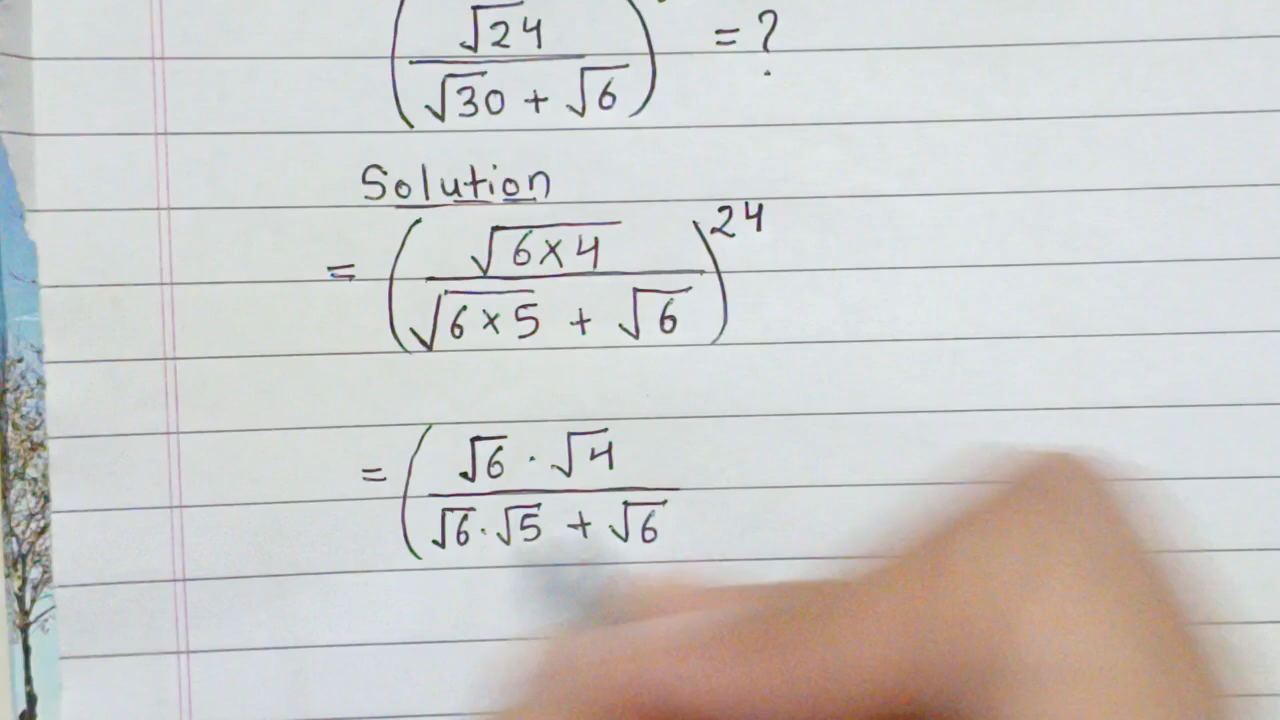 (√24 / (√30 + √6)) = ?
Solution
= (√(6×4) / (√(6×5) + √6))^24
= (√6 · √4 / (√6 · √5 + √6